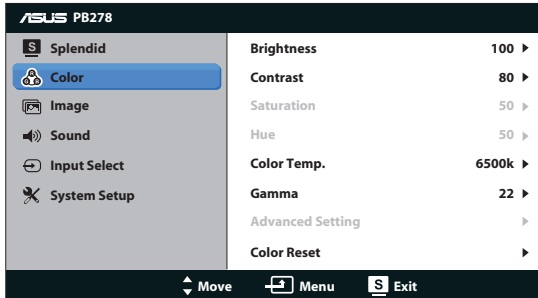 ASUS PB278
S Splendid
Color
Image
Sound
Input Select
System Setup
Brightness 100
Contrast 80
Saturation 50
Hue 50
Color Temp. 6500k
Gamma 22
Advanced Setting
Color Reset
Move Menu S Exit